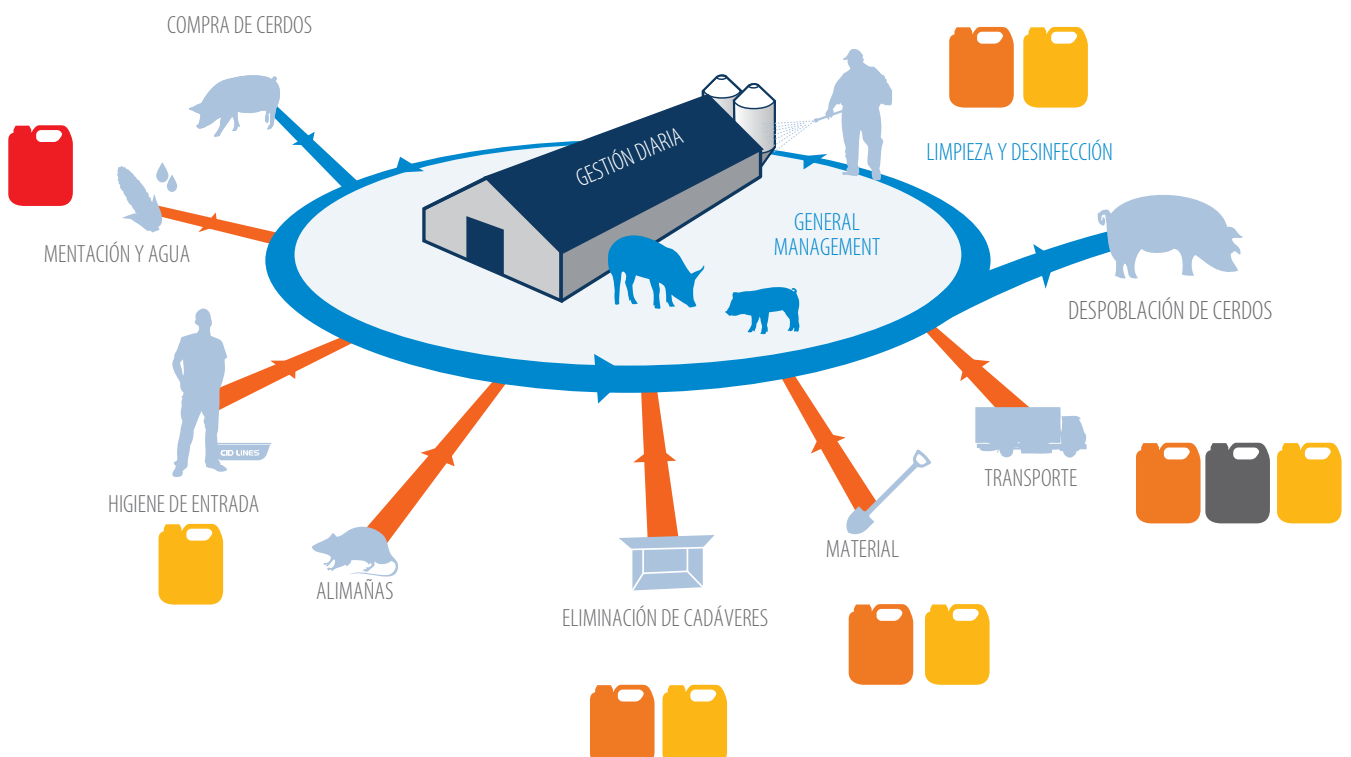 COMPRA DE CERDOS
GESTIÓN DIARIA
LIMPIEZA Y DESINFECCIÓN
GENERAL
MANAGEMENT
MENTACIÓN Y AGUA
DESPOBLACIÓN DE CERDOS
CID LINES
HIGIENE DE ENTRADA
TRANSPORTE
MATERIAL
ALIMAÑAS
ELIMINACIÓN DE CADÁVERES